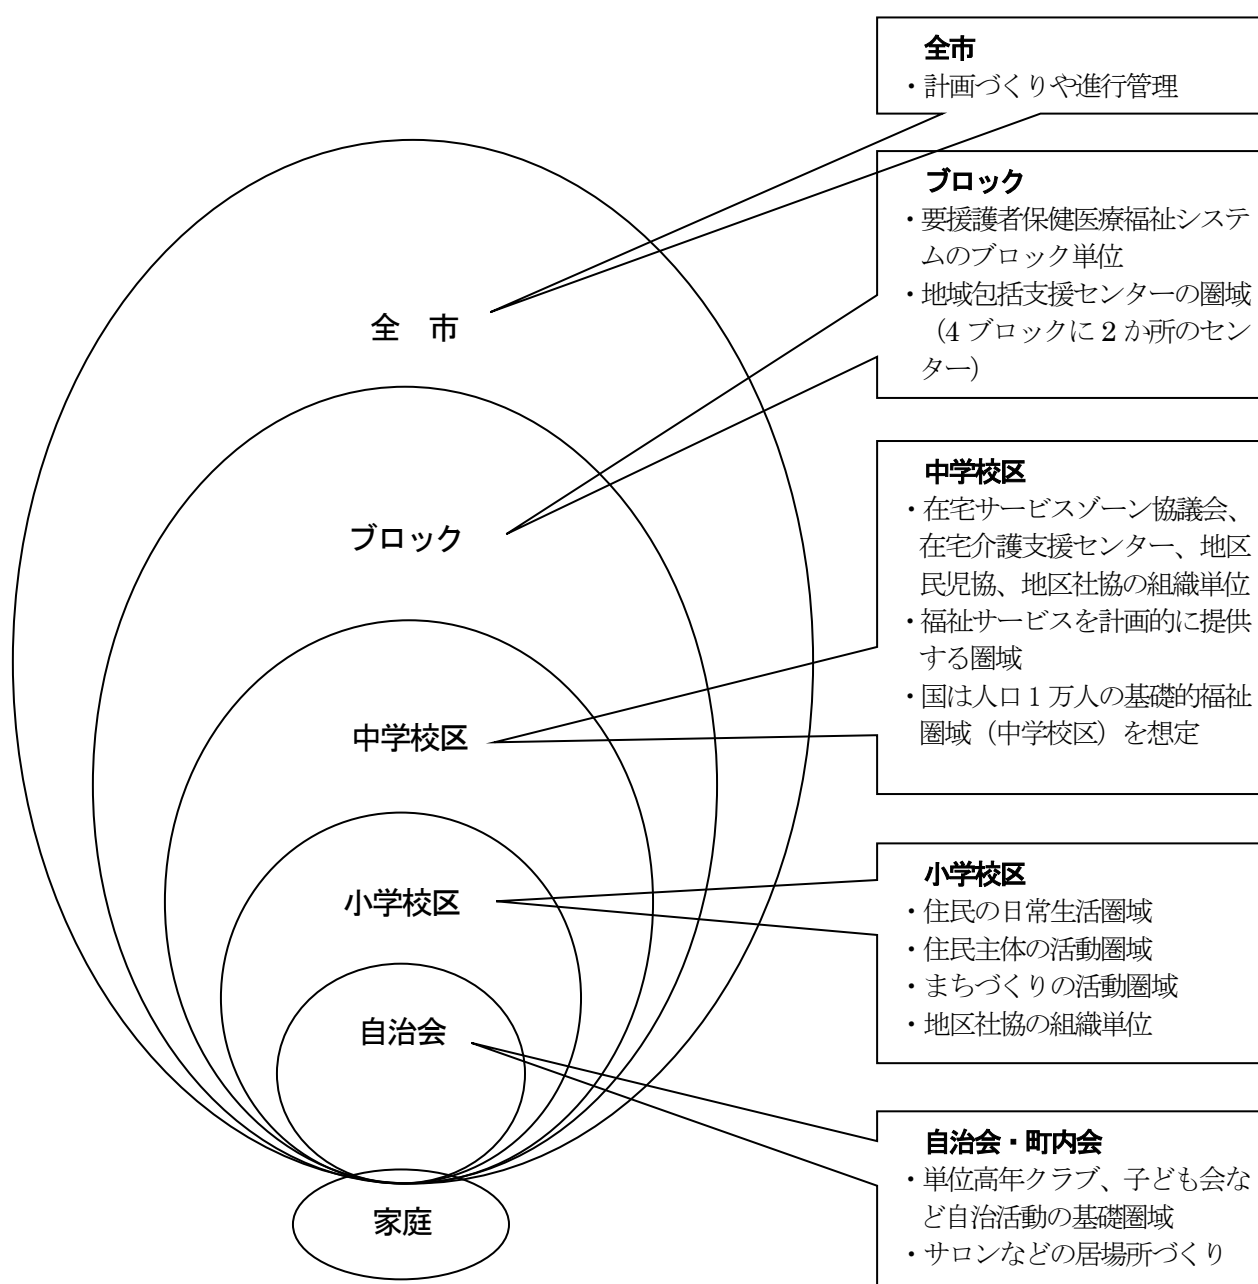 全市
・計画づくりや進行管理
ブロック
・要援護者保健医療福祉システ
ムのブロック単位
・地域包括支援センターの圏域
（4 ブロックに 2 か所のセン
ター）
中学校区
・在宅サービスゾーン協議会、
在宅介護支援センター、地区
民児協、地区社協の組織単位
・福祉サービスを計画的に提供
する圏域
・国は人口 1 万人の基礎的福祉
圏域（中学校区）を想定
小学校区
・住民の日常生活圏域
・住民主体の活動圏域
・まちづくりの活動圏域
・地区社協の組織単位
自治会・町内会
・単位高年クラブ、子ども会な
ど自治活動の基礎圏域
・サロンなどの居場所づくり
全　市
ブロック
中学校区
小学校区
自治会
家庭